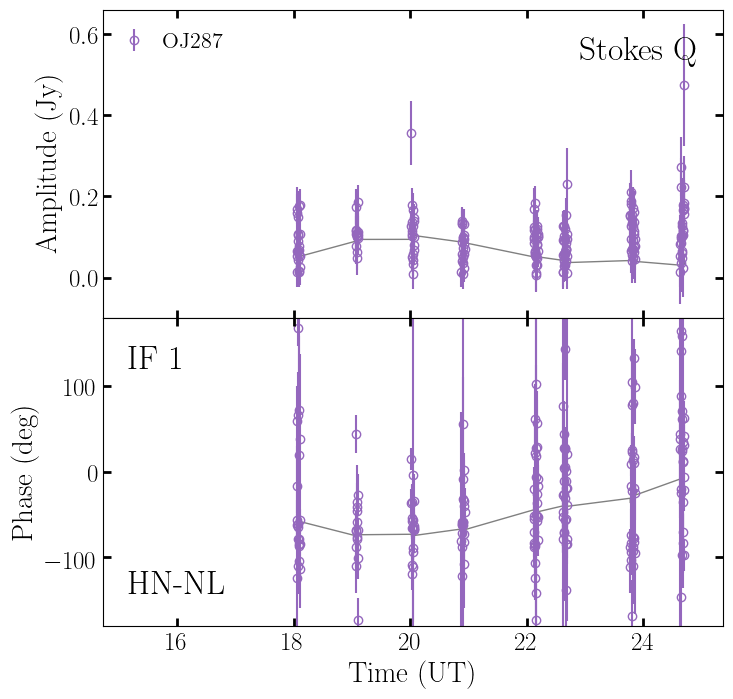 OJ287
Stokes Q
Amplitude (Jy)
0.6
0.4
0.2
0.0
IF 1
HN-NL
Phase (deg)
100
0
−100
16 18 20 22 24
Time (UT)